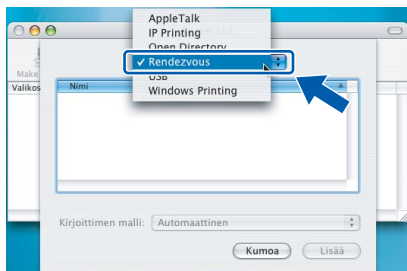 AppleTalk
IP Printing
Open Directory
✓ Rendezvous
USB
Windows Printing
Make
Valikos
Nimi
Kirjoittimen malli: Automaattinen
Kumoa Lisää